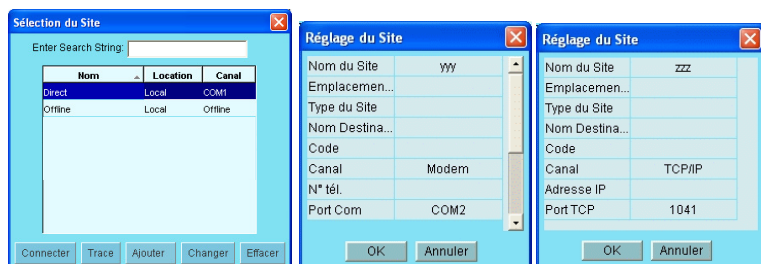 Sélection du Site
Enter Search String:
Nom Location Canal
Direct Local COM1
Offline Local Offline
Connecter Trace Ajouter Changer Effacer
Réglage du Site
Nom du Site yyy
Emplacemen...
Type du Site
Nom Destina...
Code
Canal Modem
N° tél.
Port Com COM2
OK Annuler
Réglage du Site
Nom du Site zzz
Emplacemen...
Type du Site
Nom Destina...
Code
Canal TCP/IP
Adresse IP
Port TCP 1041
OK Annuler